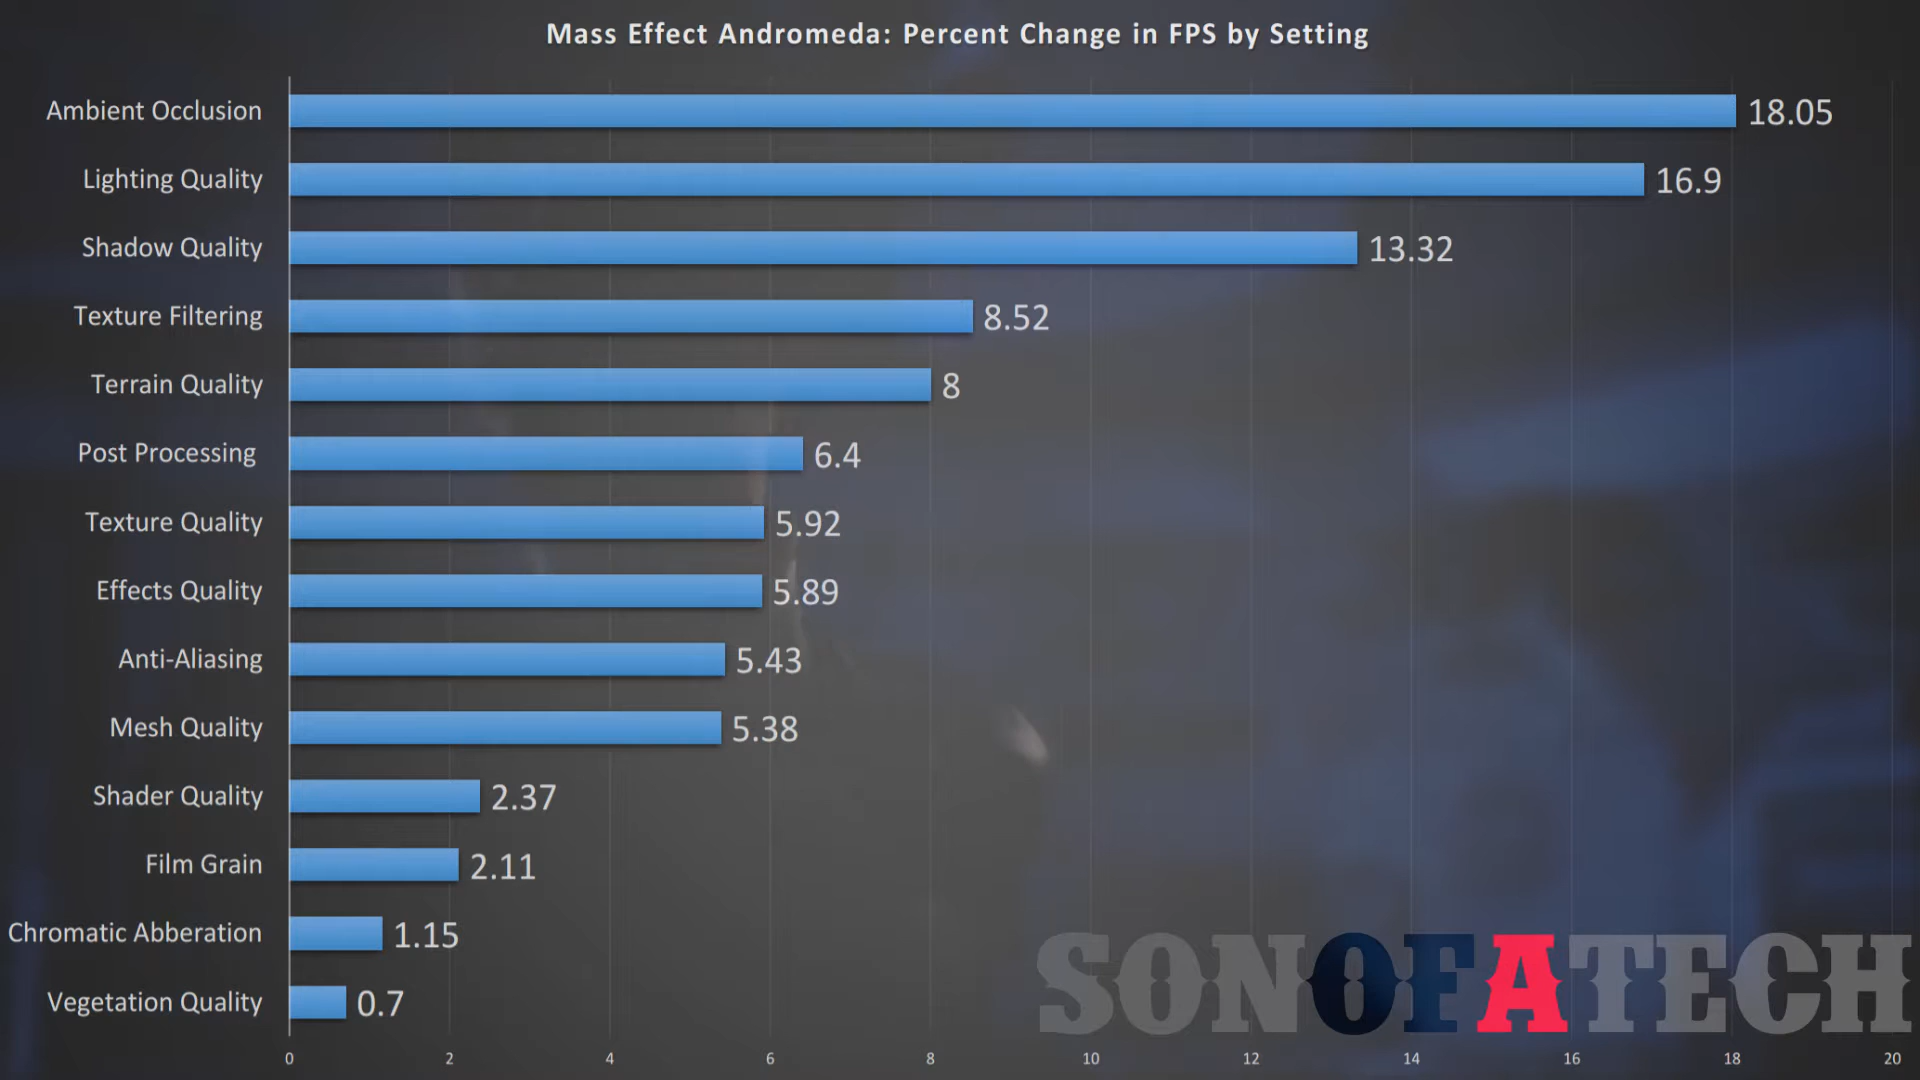 Mass Effect Andromeda: Percent Change in FPS by Setting
Ambient Occlusion 18.05
Lighting Quality 16.9
Shadow Quality 13.32
Texture Filtering 8.52
Terrain Quality 8
Post Processing 6.4
Texture Quality 5.92
Effects Quality 5.89
Anti-Aliasing 5.43
Mesh Quality 5.38
Shader Quality 2.37
Film Grain 2.11
Chromatic Abberation 1.15
Vegetation Quality 0.7
0 2 4 6 8 10 12 14 16 18 20
SONOFATECH